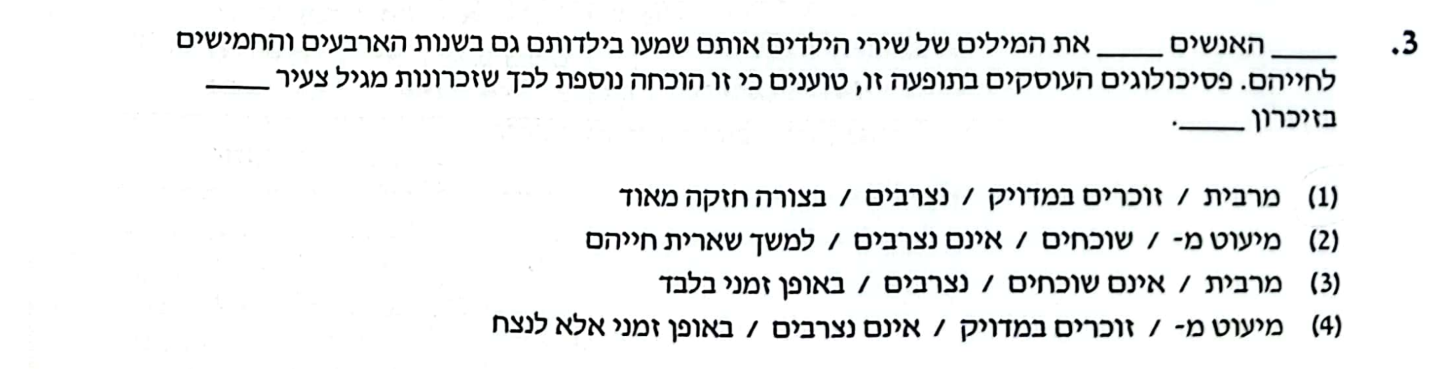 3. _____ האנשים _____ את המילים של שירי הילדים אותם שמעו בילדותם גם בשנות הארבעים והחמישים
לחייהם. פסיכולוגים העוסקים בתופעה זו, טוענים כי זו הוכחה נוספת לכך שזכרונות מגיל צעיר _____
בזיכרון _____.
(1) מרבית / זוכרים במדויק / נצרבים / בצורה חזקה מאוד
(2) מיעוט מ- / שוכחים / אינם נצרבים / למשך שארית חייהם
(3) מרבית / אינם שוכחים / נצרבים / באופן זמני בלבד
(4) מיעוט מ- / זוכרים במדויק / אינם נצרבים / באופן זמני אלא לנצח